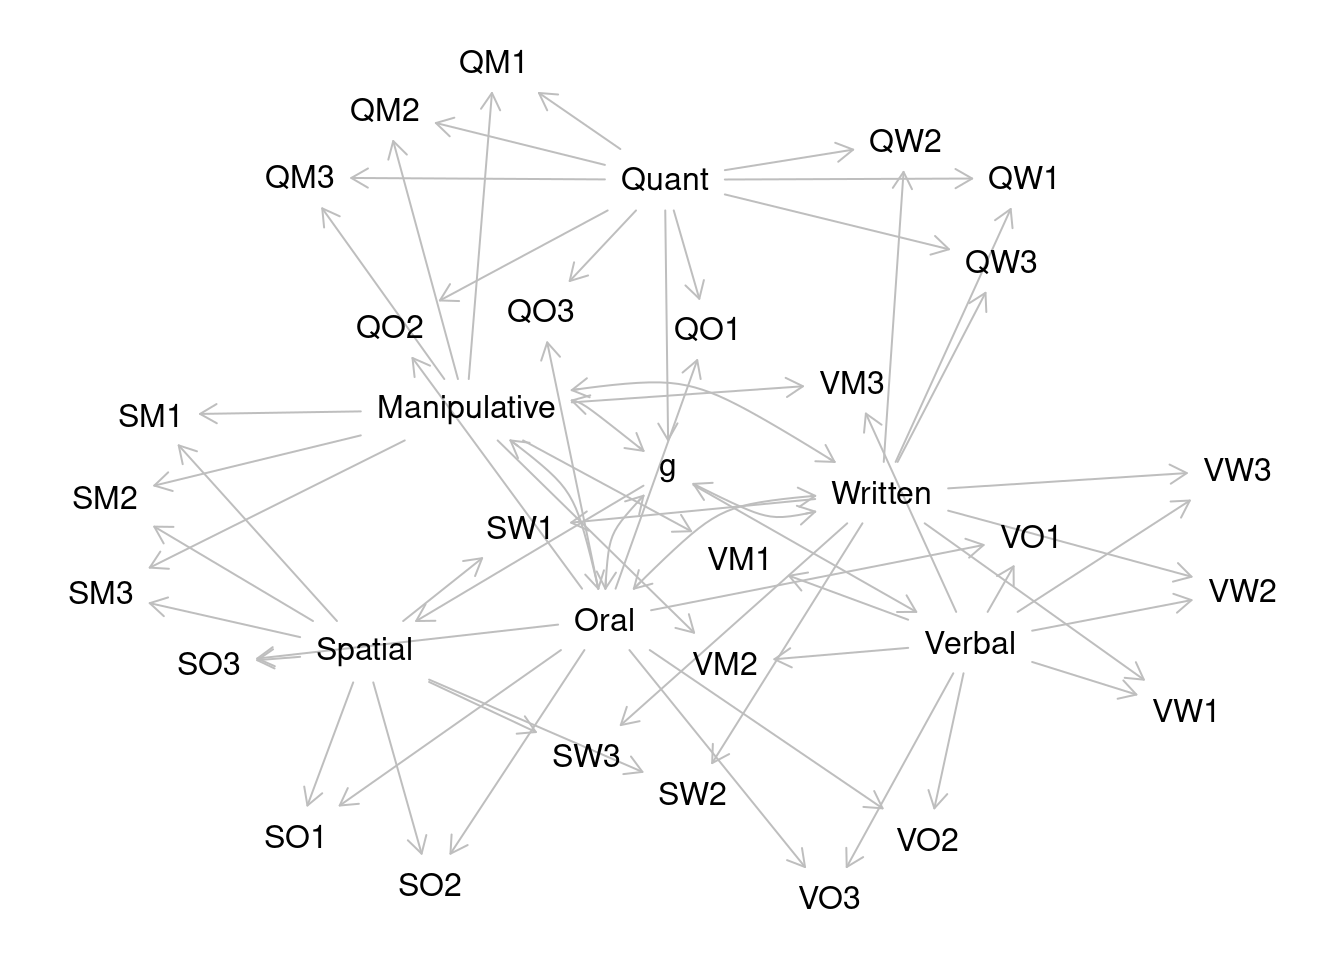 QM1
QM2
QW2
QM3
Quant
QW1
QW3
QO3
QO2
QO1
VM3
Manipulative
SM1
g
VW3
Written
SM2
SW1
VO1
VM1
VW2
SM3
Oral
Verbal
Spatial
SO3
VM2
VW1
SW3
SW2
SO1
VO2
SO2
VO3